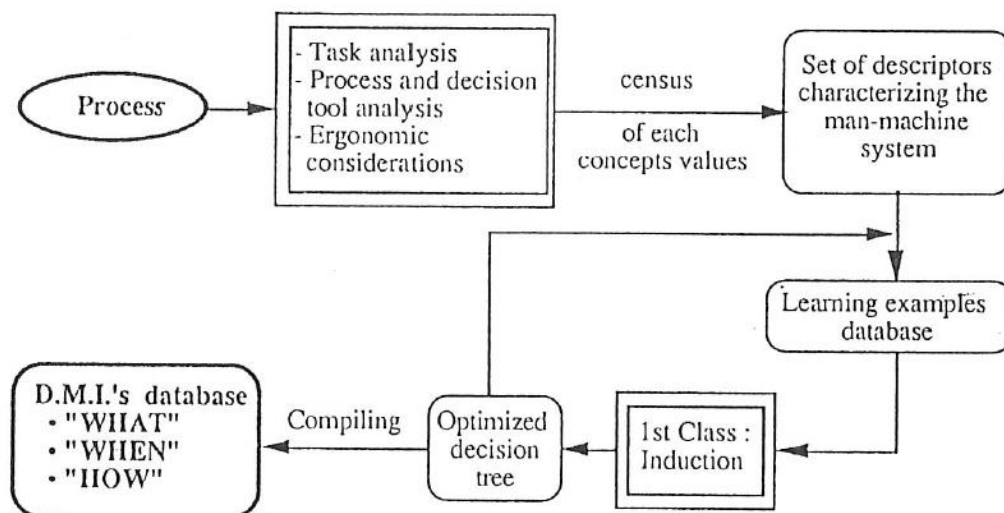 Process
- Task analysis
- Process and decision
tool analysis
- Ergonomic
considerations
census
of each
concepts values
Set of descriptors
characterizing the
man-machine
system
Learning examples
database
1st Class :
Induction
Optimized
decision
tree
Compiling
D.M.I.'s database
• "WHAT"
• "WHEN"
• "HOW"